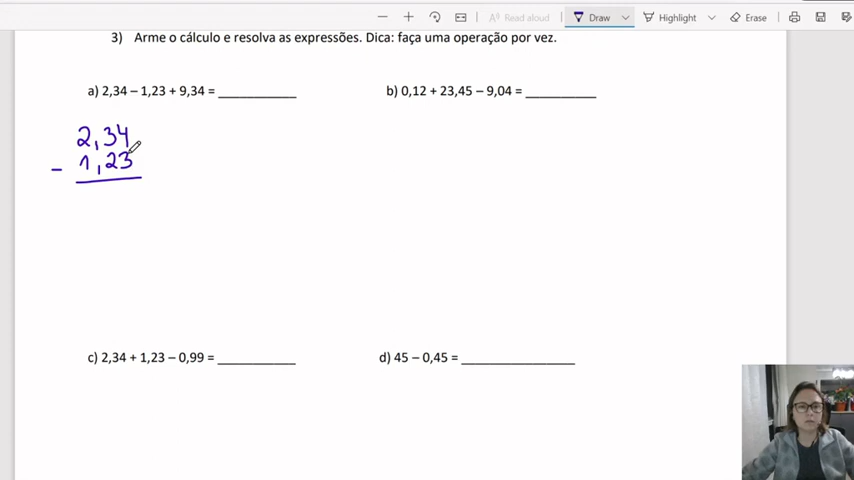 Read aloud Draw Highlight Erase
3) Arme o cálculo e resolva as expressões. Dica: faça uma operação por vez.
a) 2,34 – 1,23 + 9,34 = ___________ b) 0,12 + 23,45 – 9,04 = __________
2,34
- 1,23
c) 2,34 + 1,23 – 0,99 = ___________ d) 45 – 0,45 = ________________